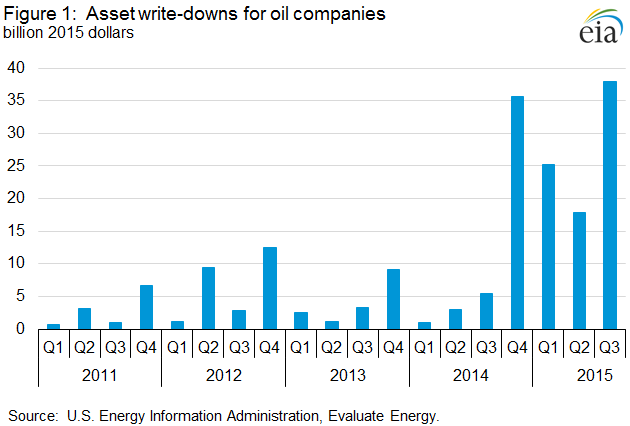 Figure 1: Asset write-downs for oil companies
billion 2015 dollars
eia
40
35
30
25
20
15
10
5
0
Q1 Q2 Q3 Q4 Q1 Q2 Q3 Q4 Q1 Q2 Q3 Q4 Q1 Q2 Q3 Q4 Q1 Q2 Q3
2011 2012 2013 2014 2015
Source: U.S. Energy Information Administration, Evaluate Energy.